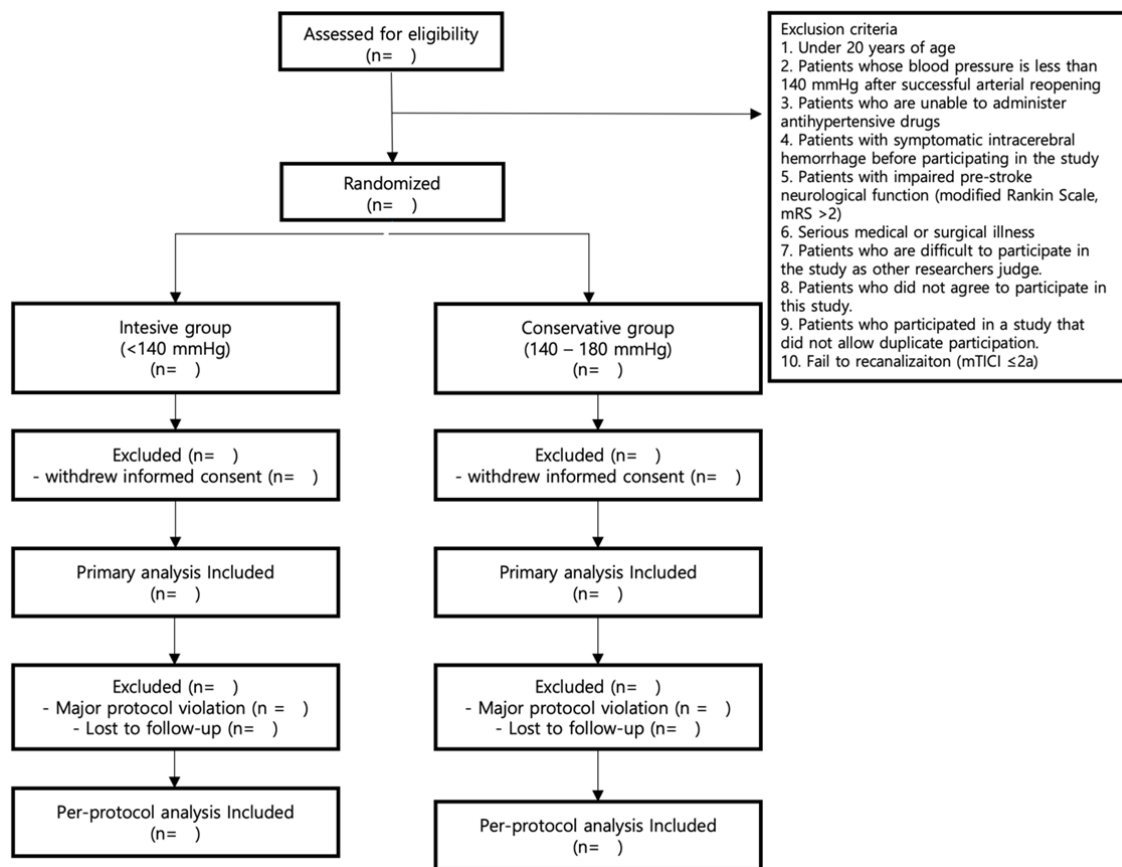 Assessed for eligibility
(n=   )
Exclusion criteria
1. Under 20 years of age
2. Patients whose blood pressure is less than
140 mmHg after successful arterial reopening
3. Patients who are unable to administer
antihypertensive drugs
4. Patients with symptomatic intracerebral
hemorrhage before participating in the study
5. Patients with impaired pre-stroke
neurological function (modified Rankin Scale,
mRS >2)
6. Serious medical or surgical illness
7. Patients who are difficult to participate in
the study as other researchers judge.
8. Patients who did not agree to participate in
this study.
9. Patients who participated in a study that
did not allow duplicate participation.
10. Fail to recanalizaiton (mTICI ≤2a)
Randomized
(n=   )
Intesive group
(<140 mmHg)
(n=   )
Conservative group
(140 – 180 mmHg)
(n=   )
Excluded (n=   )
- withdrew informed consent (n=   )
Excluded (n=   )
- withdrew informed consent (n=   )
Primary analysis Included
(n=   )
Primary analysis Included
(n=   )
Excluded (n=   )
- Major protocol violation (n =   )
- Lost to follow-up (n=   )
Excluded (n=   )
- Major protocol violation (n =   )
- Lost to follow-up (n=   )
Per-protocol analysis Included
(n=   )
Per-protocol analysis Included
(n=   )